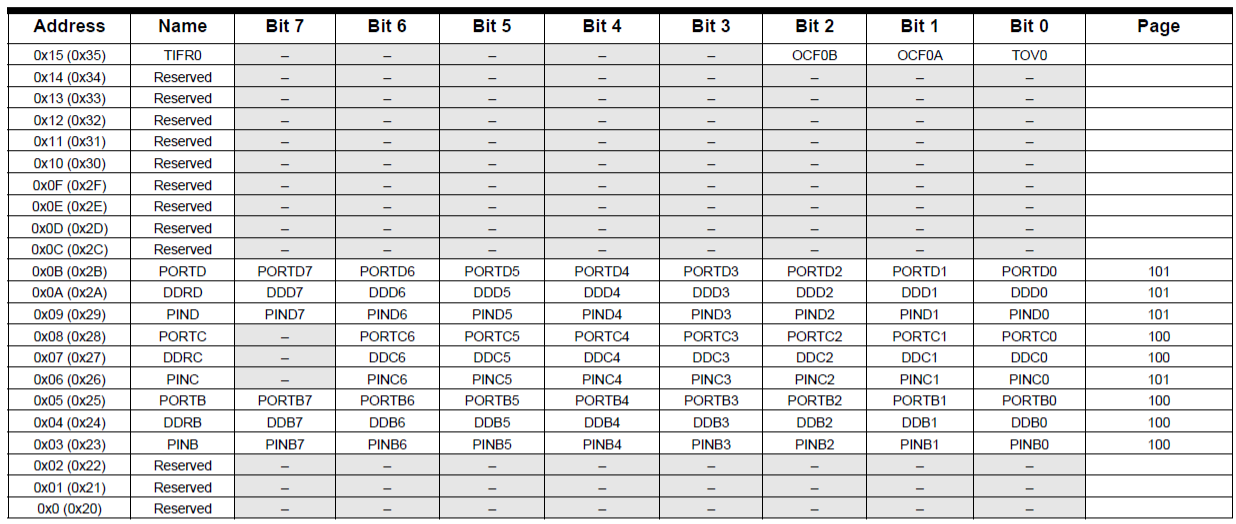 Address Name Bit 7 Bit 6 Bit 5 Bit 4 Bit 3 Bit 2 Bit 1 Bit 0 Page
0x15 (0x35) TIFR0 – – – – – OCF0B OCF0A TOV0
0x14 (0x34) Reserved – – – – – – – –
0x13 (0x33) Reserved – – – – – – – –
0x12 (0x32) Reserved – – – – – – – –
0x11 (0x31) Reserved – – – – – – – –
0x10 (0x30) Reserved – – – – – – – –
0x0F (0x2F) Reserved – – – – – – – –
0x0E (0x2E) Reserved – – – – – – – –
0x0D (0x2D) Reserved – – – – – – – –
0x0C (0x2C) Reserved – – – – – – – –
0x0B (0x2B) PORTD PORTD7 PORTD6 PORTD5 PORTD4 PORTD3 PORTD2 PORTD1 PORTD0 101
0x0A (0x2A) DDRD DDD7 DDD6 DDD5 DDD4 DDD3 DDD2 DDD1 DDD0 101
0x09 (0x29) PIND PIND7 PIND6 PIND5 PIND4 PIND3 PIND2 PIND1 PIND0 101
0x08 (0x28) PORTC – PORTC6 PORTC5 PORTC4 PORTC3 PORTC2 PORTC1 PORTC0 100
0x07 (0x27) DDRC – DDC6 DDC5 DDC4 DDC3 DDC2 DDC1 DDC0 100
0x06 (0x26) PINC – PINC6 PINC5 PINC4 PINC3 PINC2 PINC1 PINC0 101
0x05 (0x25) PORTB PORTB7 PORTB6 PORTB5 PORTB4 PORTB3 PORTB2 PORTB1 PORTB0 100
0x04 (0x24) DDRB DDB7 DDB6 DDB5 DDB4 DDB3 DDB2 DDB1 DDB0 100
0x03 (0x23) PINB PINB7 PINB6 PINB5 PINB4 PINB3 PINB2 PINB1 PINB0 100
0x02 (0x22) Reserved – – – – – – – –
0x01 (0x21) Reserved – – – – – – – –
0x0 (0x20) Reserved – – – – – – – –